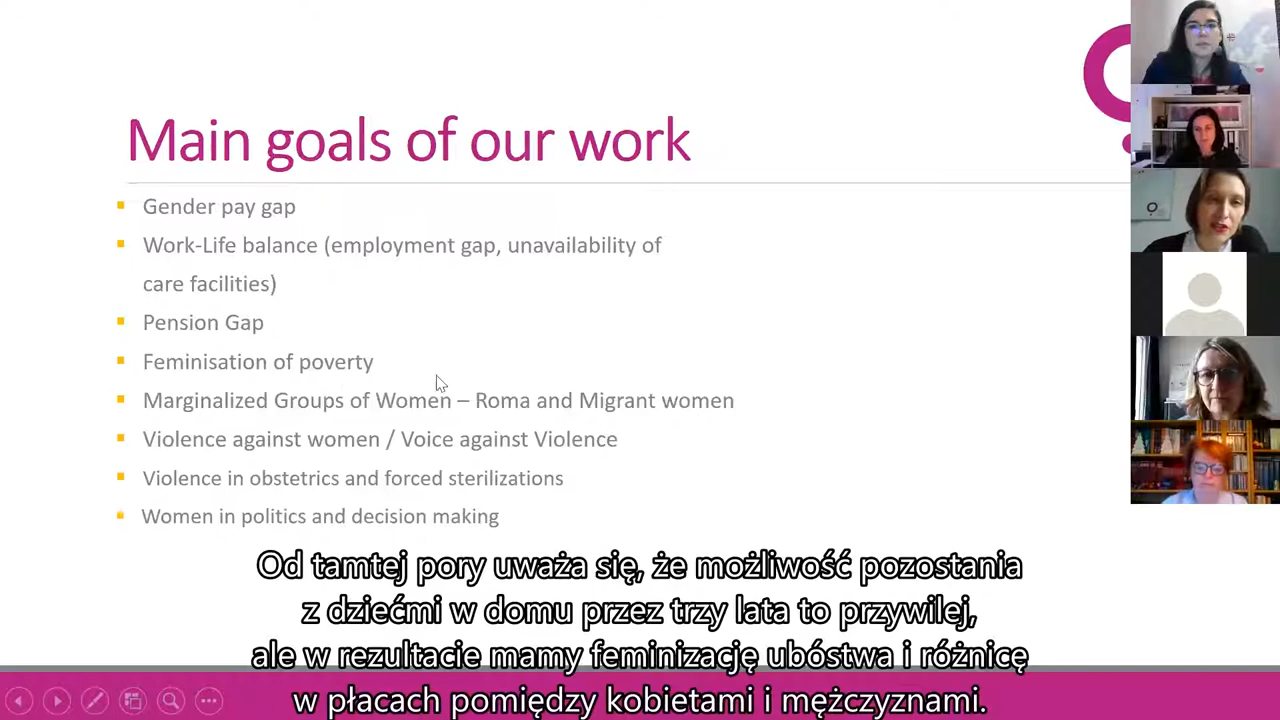 Main goals of our work
Gender pay gap
Work-Life balance (employment gap, unavailability of
care facilities)
Pension Gap
Feminisation of poverty
Marginalized Groups of Women – Roma and Migrant women
Violence against women / Voice against Violence
Violence in obstetrics and forced sterilizations
Women in politics and decision making
Od tamtej pory uważa się, że możliwość pozostania
z dziećmi w domu przez trzy lata to przywilej,
ale w rezultacie mamy feminizację ubóstwa i różnicę
w płacach pomiędzy kobietami i mężczyznami.